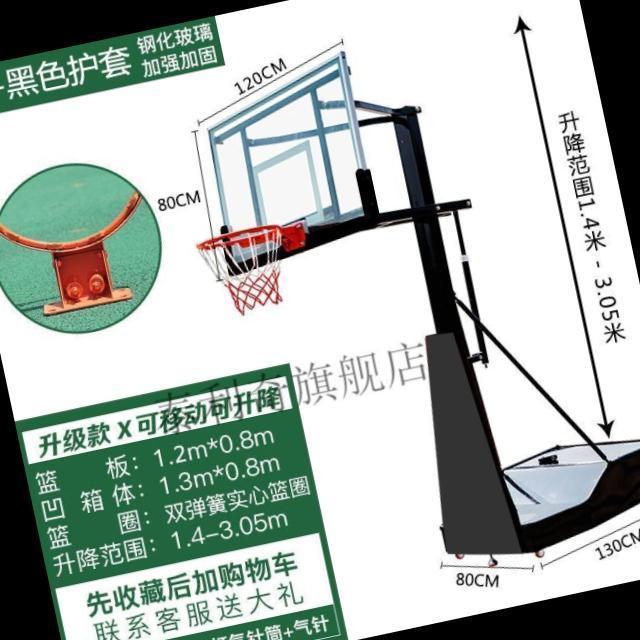 黑色护套
钢化玻璃
加强加固
120CM
80CM
升降范围1.4米 - 3.05米
泰利奇旗舰店
升级款 X 可移动可升降
篮 板：1.2m*0.8m
凹 箱 体：1.3m*0.8m
篮 圈：双弹簧实心篮圈
升降范围：1.4-3.05m
先收藏后加购物车
联系客服送大礼
打气针筒+气针
80CM
130CM